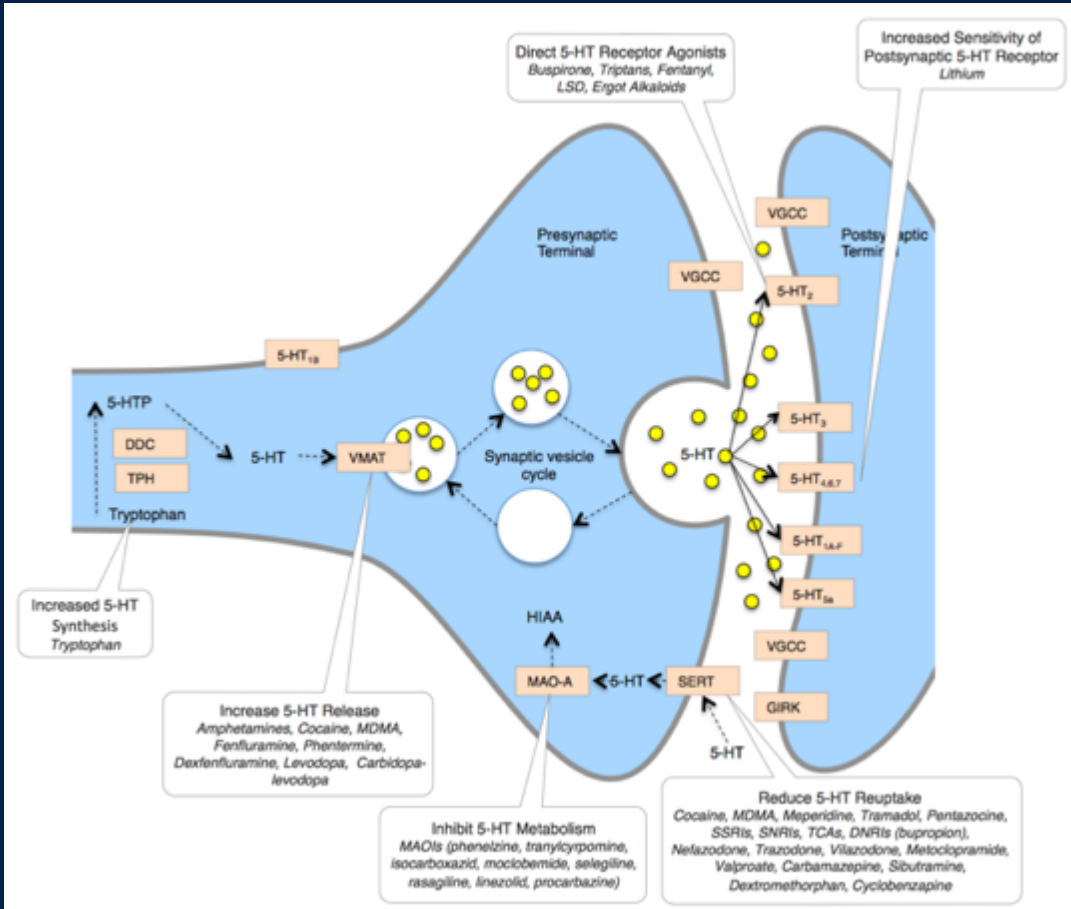 Direct 5-HT Receptor Agonists
Buspirone, Triptans, Fentanyl,
LSD, Ergot Alkaloids
Increased Sensitivity of
Postsynaptic 5-HT Receptor
Lithium
Presynaptic
Terminal
VGCC
VGCC
Postsynaptic
Terminal
5-HT2
5-HT1B
5-HTP
DDC
TPH
Tryptophan
5-HT
VMAT
Synaptic vesicle
cycle
5-HT
5-HT3
5-HT4,6,7
5-HT1A-F
5-HT5a
VGCC
GIRK
Increased 5-HT
Synthesis
Tryptophan
HIAA
MAO-A
5-HT
SERT
5-HT
Increase 5-HT Release
Amphetamines, Cocaine, MDMA,
Fenfluramine, Phentermine,
Dexfenfluramine, Levodopa, Carbidopa-
levodopa
Inhibit 5-HT Metabolism
MAOIs (phenelzine, tranylcyrpomine,
isocarboxazid, moclobemide, selegiline,
rasagiline, linezolid, procarbazine)
Reduce 5-HT Reuptake
Cocaine, MDMA, Meperidine, Tramadol, Pentazocine,
SSRIs, SNRIs, TCAs, DNRIs (bupropion),
Nefazodone, Trazodone, Vilazodone, Metoclopramide,
Valproate, Carbamazepine, Sibutramine,
Dextromethorphan, Cyclobenzapine